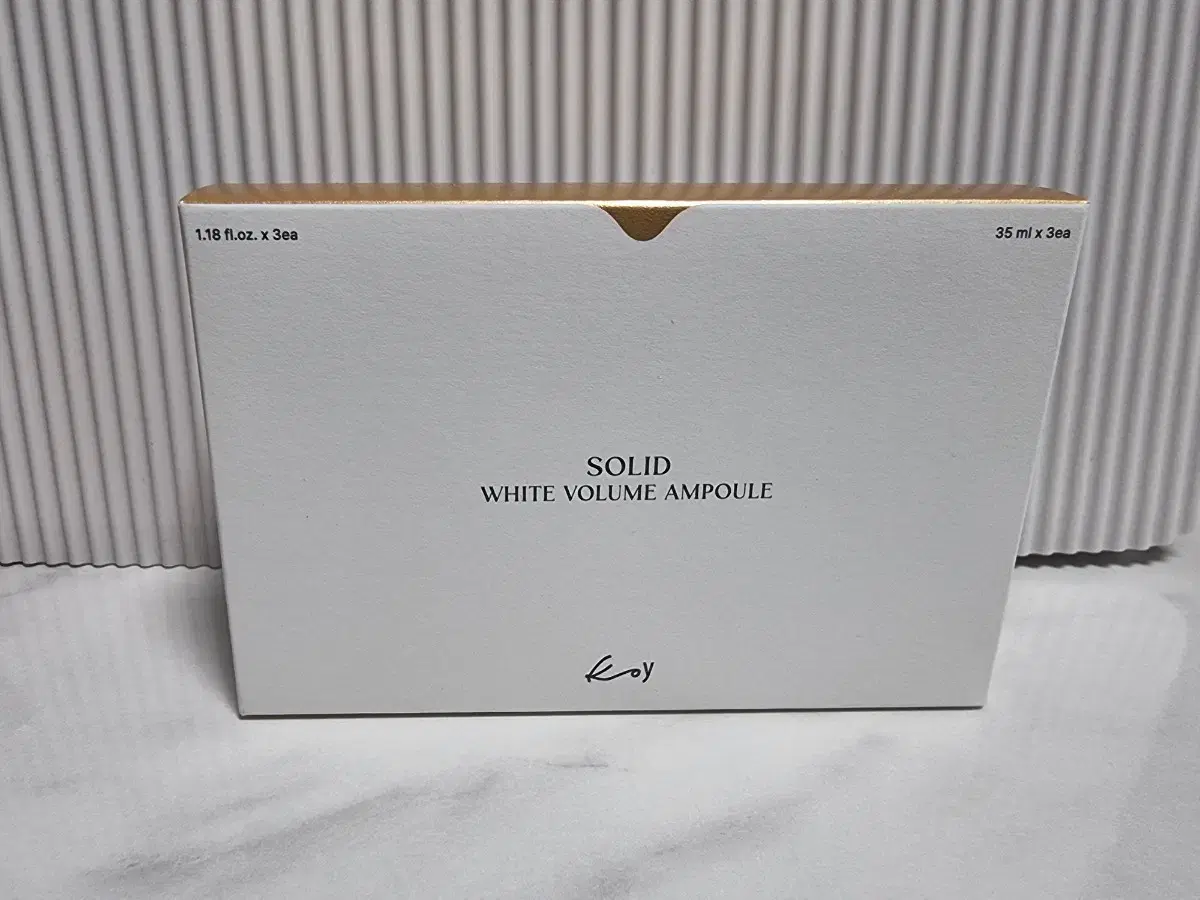 1.18 fl.oz. x 3ea
35 ml x 3ea
SOLID
WHITE VOLUME AMPOULE
Koy